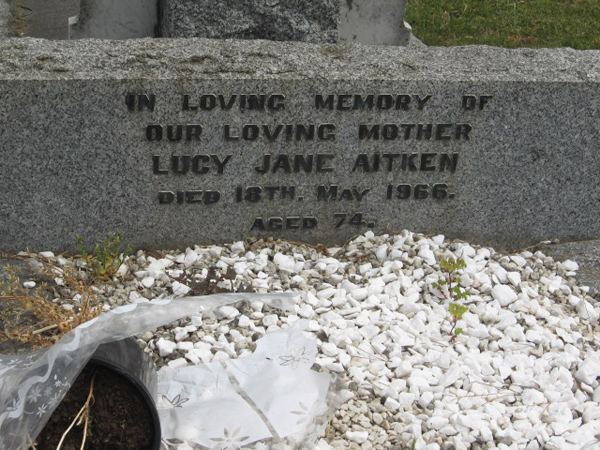 IN LOVING MEMORY OF
OUR LOVING MOTHER
LUCY JANE AITKEN
DIED 18TH. MAY 1966.
AGED 74.